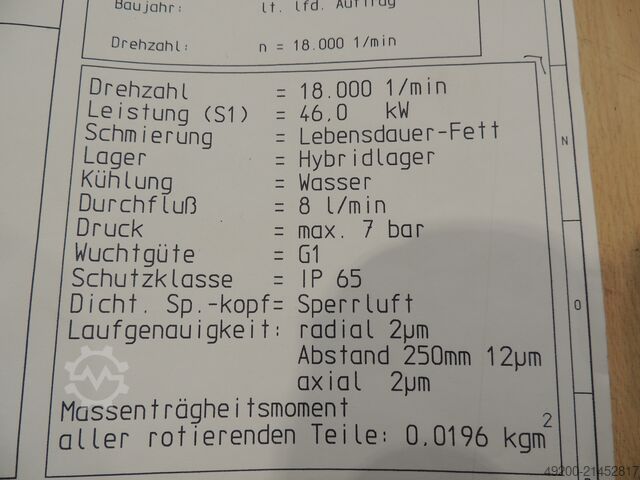 Baujahr: lt. lfd. Auftrag
Drehzahl: n = 18.000 1/min
Drehzahl = 18.000 1/min
Leistung (S1) = 46,0 kW
Schmierung = Lebensdauer-Fett
Lager = Hybridlager
Kühlung = Wasser
Durchfluß = 8 l/min
Druck = max. 7 bar
Wuchtgüte = G1
Schutzklasse = IP 65
Dicht. Sp.-kopf= Sperrluft
Laufgenauigkeit: radial 2µm
Abstand 250mm 12µm
axial 2µm
Massenträgheitsmoment
aller rotierenden Teile: 0,0196 kgm²
N
O
P
49200-21452817